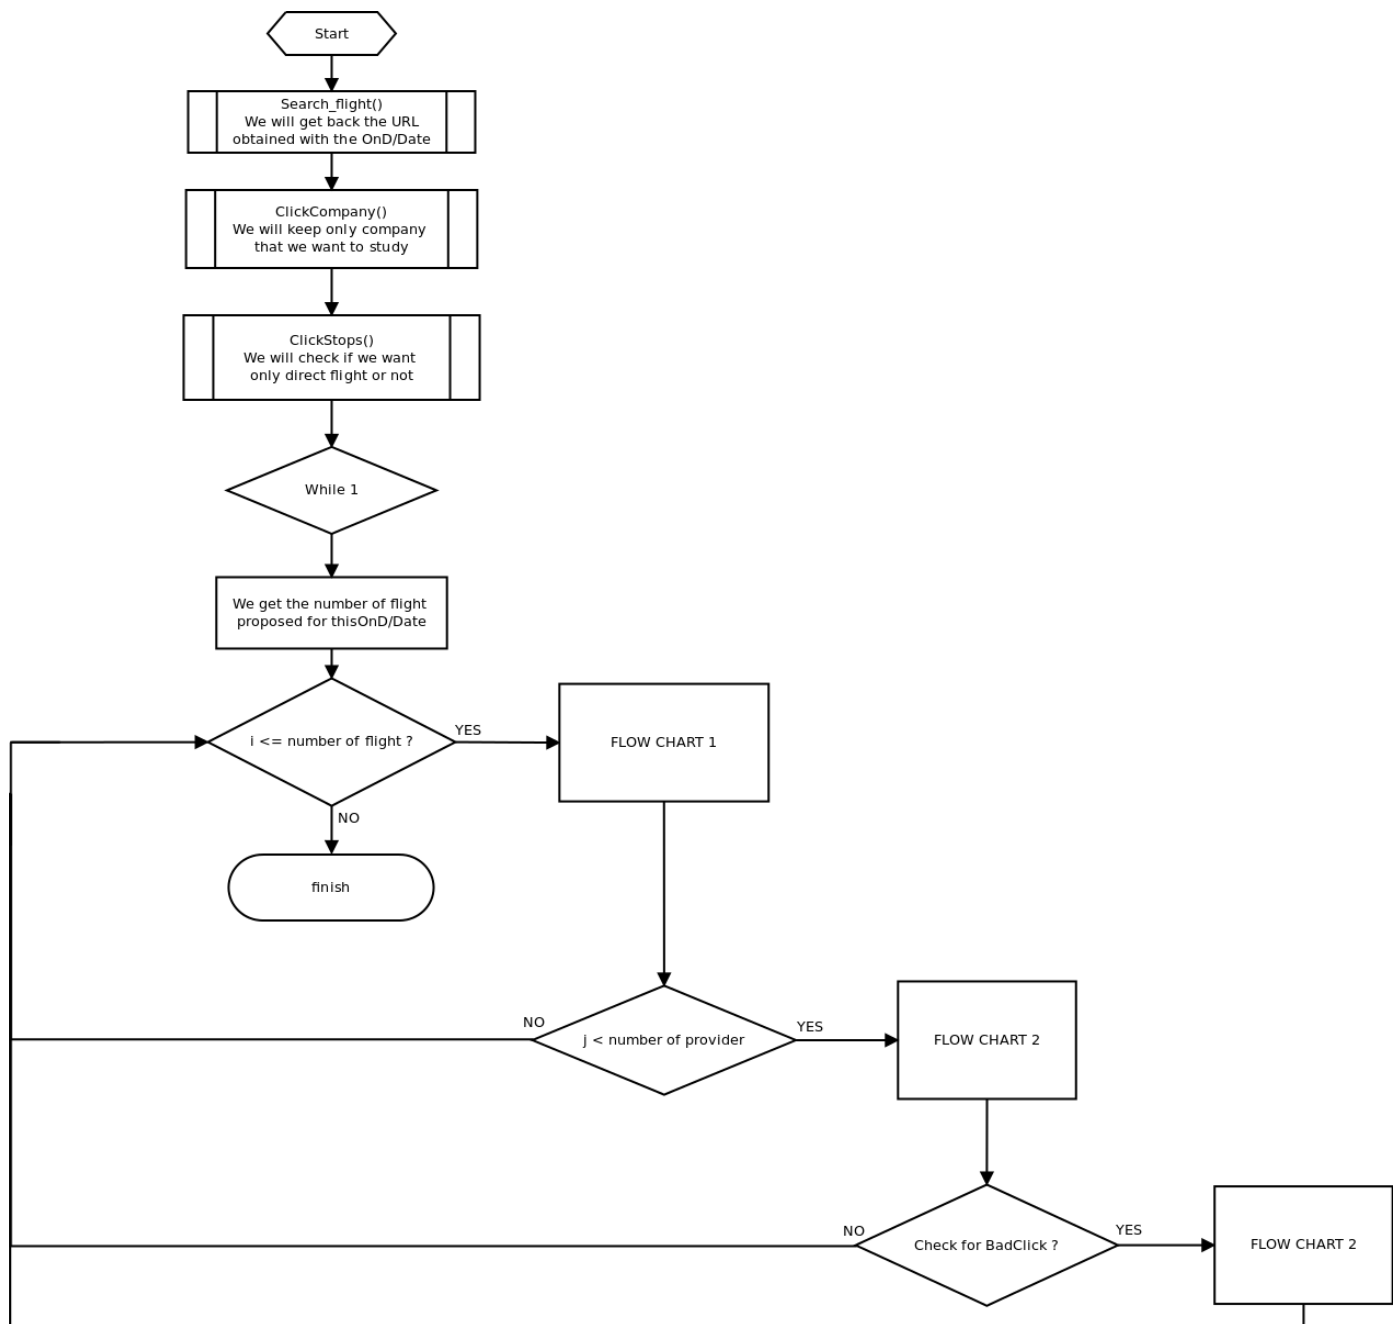 Start
Search_flight()
We will get back the URL
obtained with the OnD/Date
ClickCompany()
We will keep only company
that we want to study
ClickStops()
We will check if we want
only direct flight or not
While 1
We get the number of flight
proposed for thisOnD/Date
i <= number of flight ?
YES
FLOW CHART 1
NO
finish
NO
j < number of provider
YES
FLOW CHART 2
NO
Check for BadClick ?
YES
FLOW CHART 2